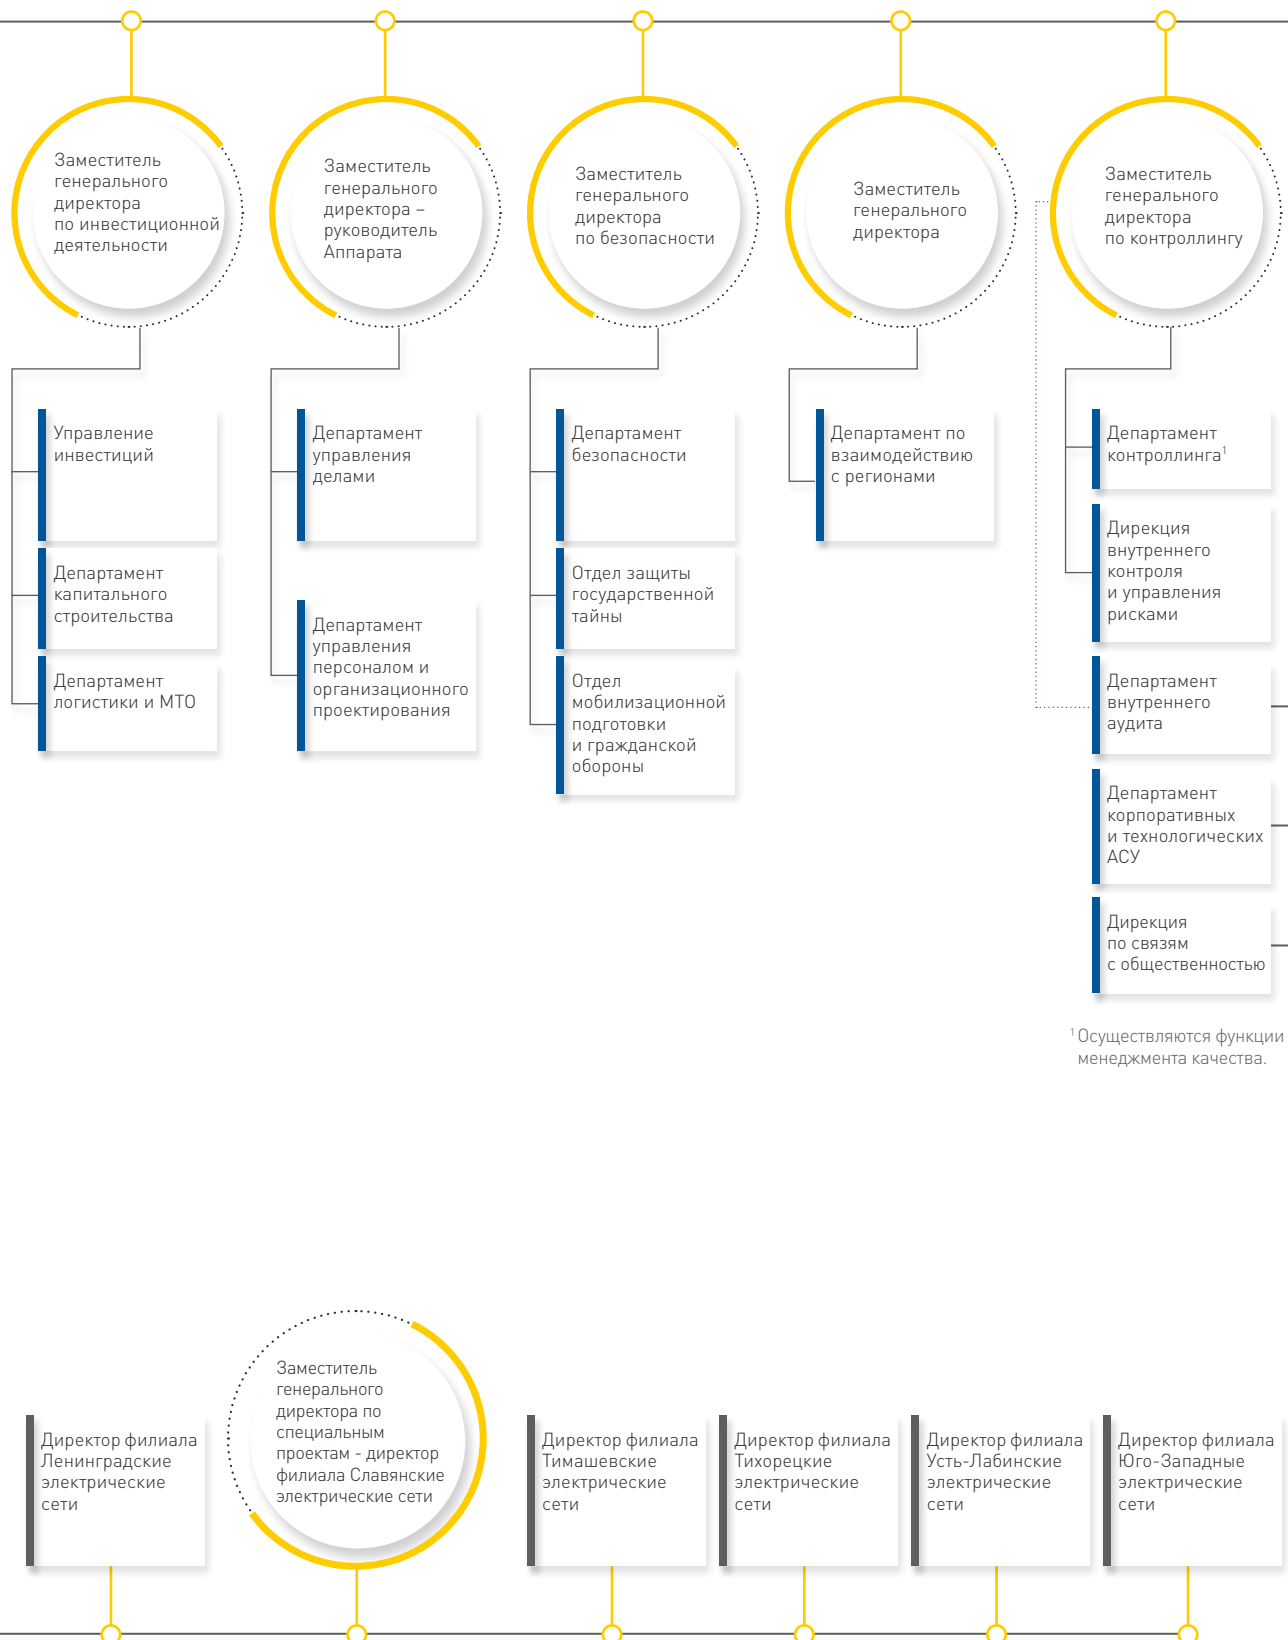 Заместитель
генерального
директора
по инвестиционной
деятельности
Заместитель
генерального
директора –
руководитель
Аппарата
Заместитель
генерального
директора
по безопасности
Заместитель
генерального
директора
Заместитель
генерального
директора
по контроллингу
Управление
инвестиций
Департамент
капитального
строительства
Департамент
логистики и МТО
Департамент
управления
делами
Департамент
управления
персоналом и
организационного
проектирования
Департамент
безопасности
Отдел защиты
государственной
тайны
Отдел
мобилизационной
подготовки
и гражданской
обороны
Департамент по
взаимодействию
с регионами
Департамент
контроллинга¹
Дирекция
внутреннего
контроля
и управления
рисками
Департамент
внутреннего
аудита
Департамент
корпоративных
и технологических
АСУ
Дирекция
по связям
с общественностью
¹ Осуществляются функции
менеджмента качества.
Директор филиала
Ленинградские
электрические
сети
Заместитель
генерального
директора по
специальным
проектам - директор
филиала Славянские
электрические сети
Директор филиала
Тимашевские
электрические
сети
Директор филиала
Тихорецкие
электрические
сети
Директор филиала
Усть-Лабинские
электрические
сети
Директор филиала
Юго-Западные
электрические
сети